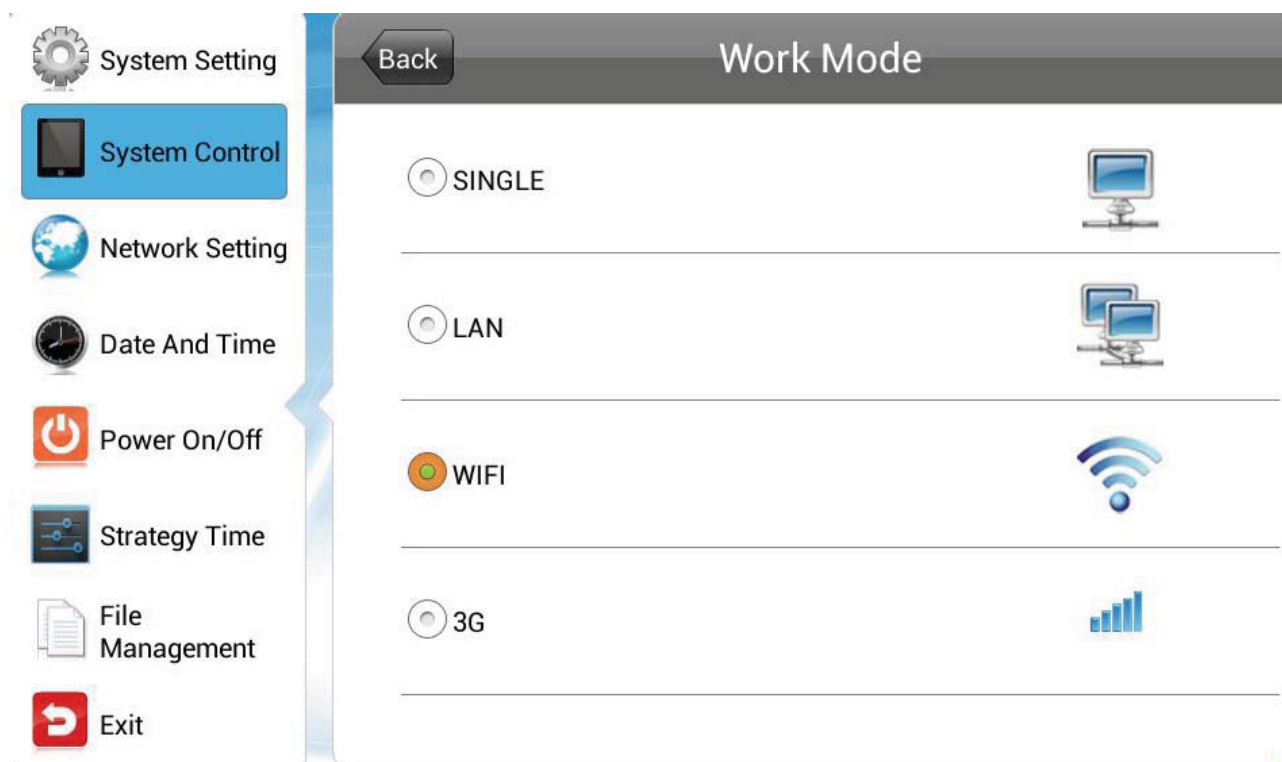 System Setting
System Control
Network Setting
Date And Time
Power On/Off
Strategy Time
File
Management
Exit
Back
Work Mode
SINGLE
LAN
WIFI
3G